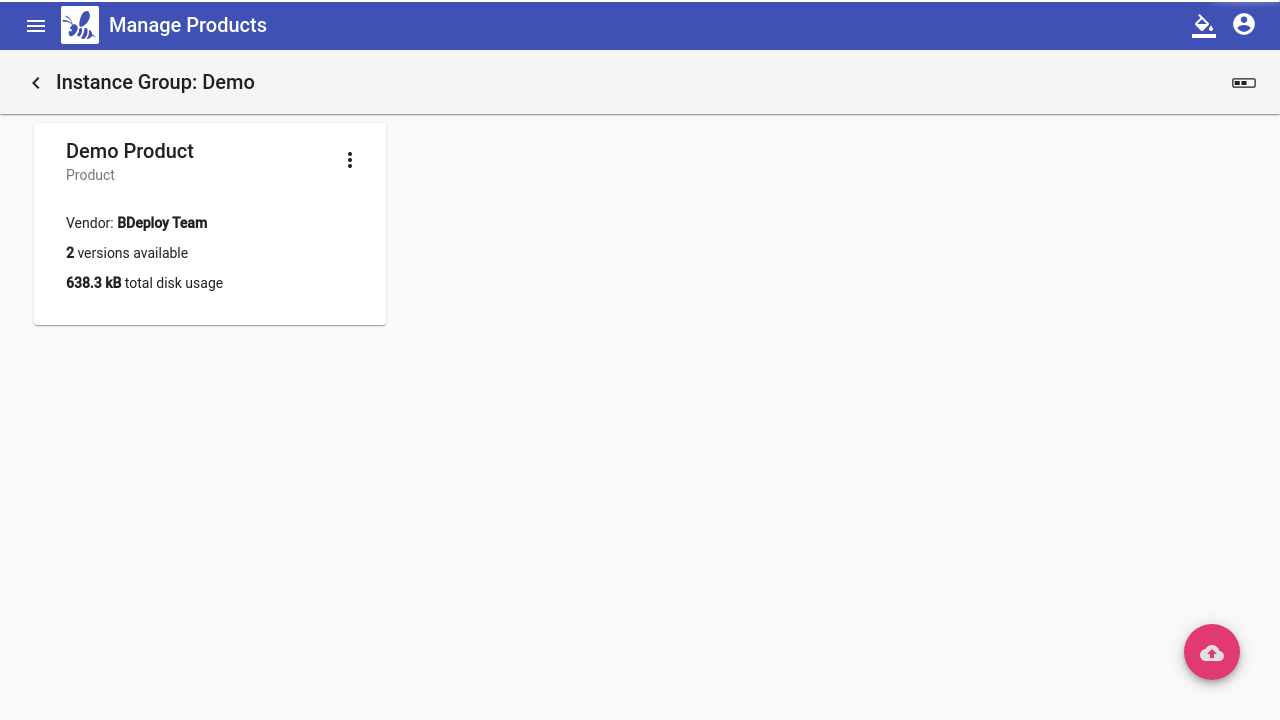 Manage Products
Instance Group: Demo
Demo Product
Product
Vendor: BDeploy Team
2 versions available
638.3 kB total disk usage